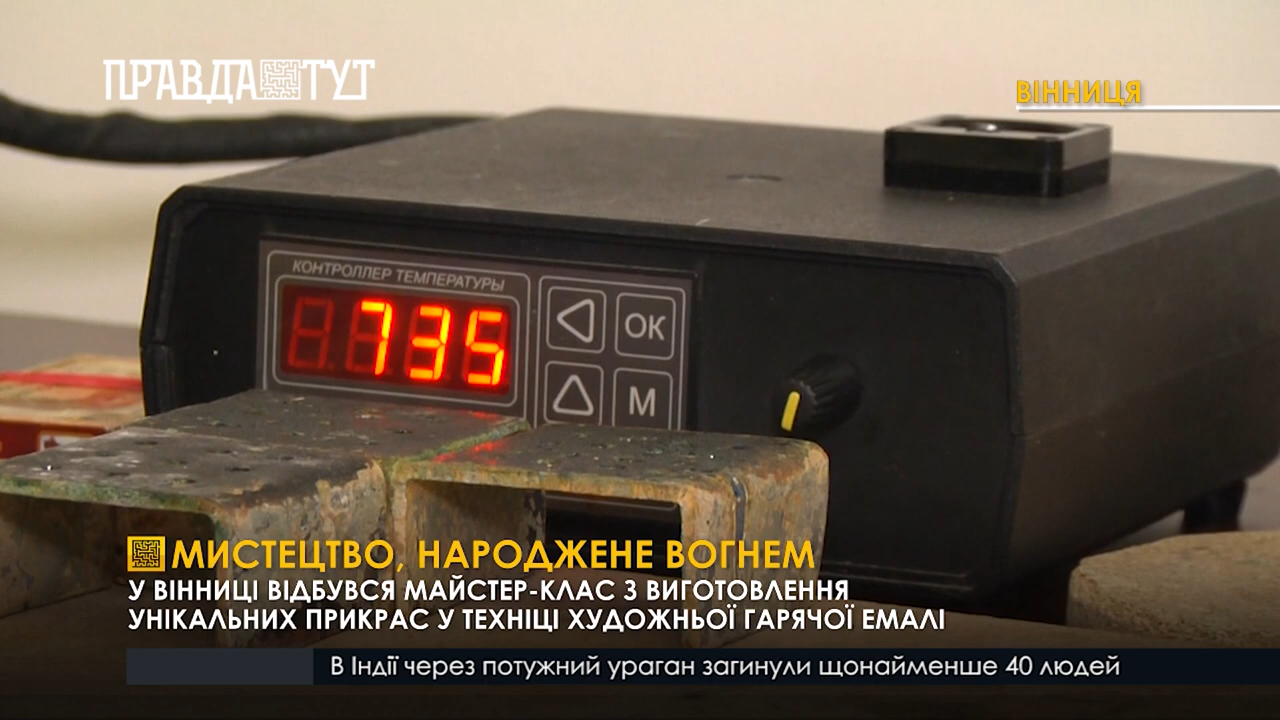 ПРАВДА ТУТ
ВІННИЦЯ
КОНТРОЛЛЕР ТЕМПЕРАТУРЫ
735
ОК
М
МИСТЕЦТВО, НАРОДЖЕНЕ ВОГНЕМ
У ВІННИЦІ ВІДБУВСЯ МАЙСТЕР-КЛАС З ВИГОТОВЛЕННЯ
УНІКАЛЬНИХ ПРИКРАС У ТЕХНІЦІ ХУДОЖНЬОЇ ГАРЯЧОЇ ЕМАЛІ
В Індії через потужний ураган загинули щонайменше 40 людей